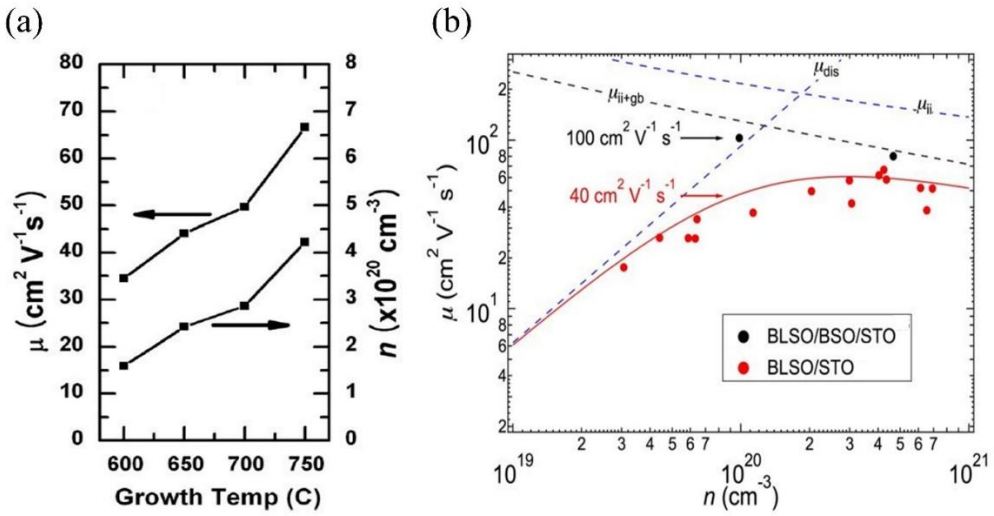 (a)
(b)
80
70
60
50
40
30
20
10
0
μ (cm² V⁻¹s⁻¹)
8
7
6
5
4
3
2
1
0
n (x10²⁰ cm⁻³)
600 650 700 750
Growth Temp (C)
μ (cm² V⁻¹ s⁻¹)
2
10²
8
6
4
2
10¹
8
6
4
2
μdis
μii+gb
μii
100 cm² V⁻¹ s⁻¹
40 cm² V⁻¹ s⁻¹
BLSO/BSO/STO
BLSO/STO
2 3 4 5 6 7 2 3 4 5 6 7
10¹⁹ 10²⁰ 10²¹
n (cm⁻³)